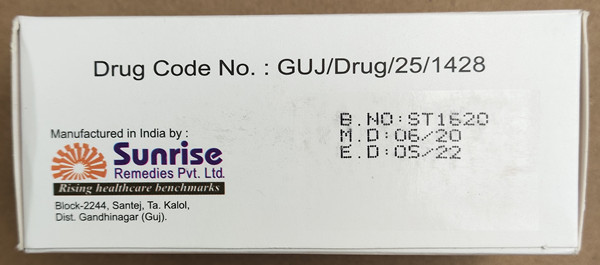 Drug Code No. : GUJ/Drug/25/1428
B.NO:ST1620
M.D:06/20
E.D:05/22
Manufactured in India by :
Sunrise
Remedies Pvt. Ltd.
Rising healthcare benchmarks
Block-2244, Santej, Ta. Kalol,
Dist. Gandhinagar (Guj).